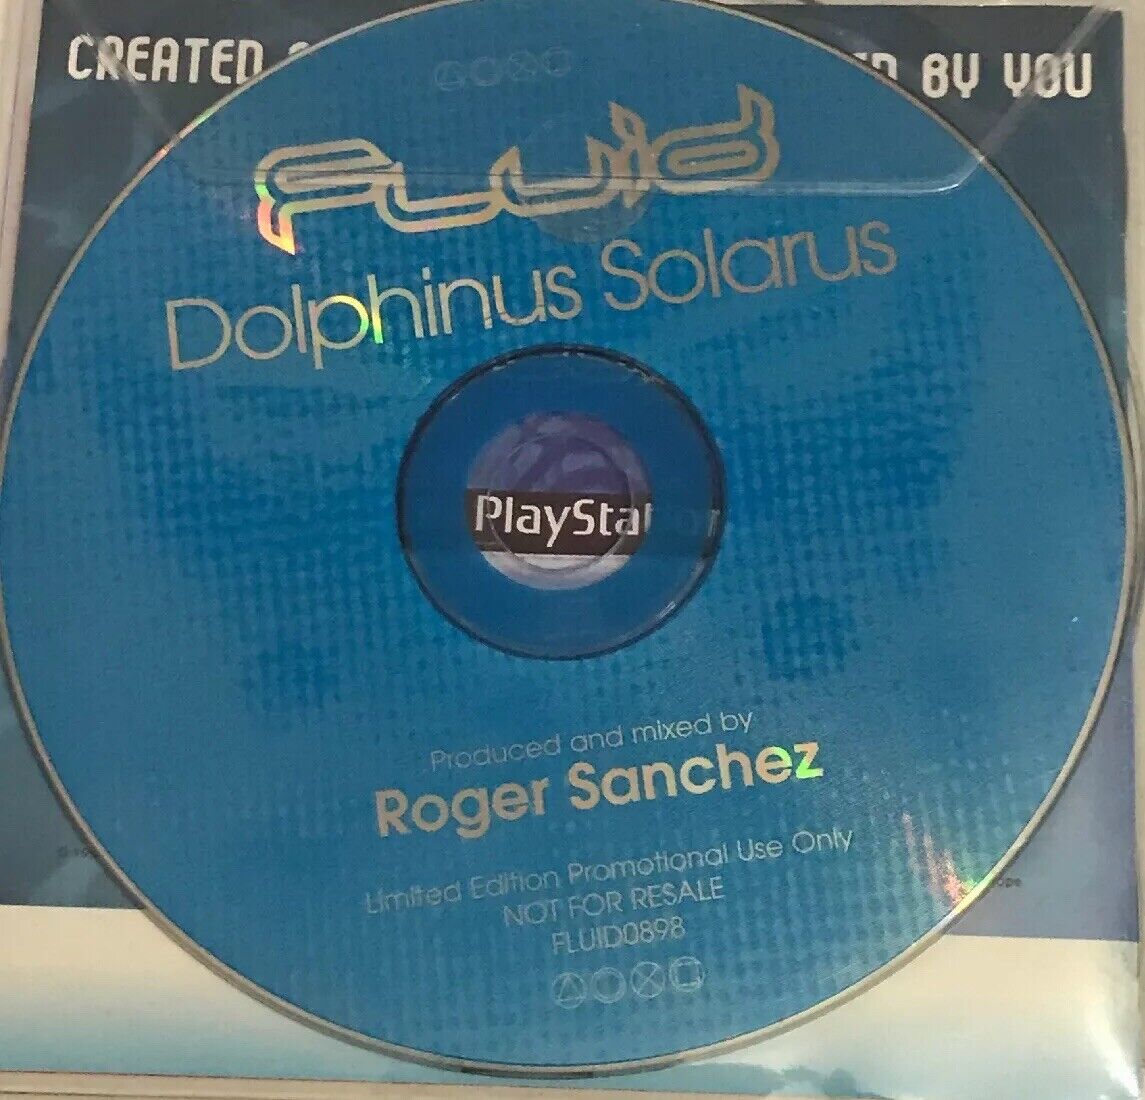 CREATED
BY YOU
FLUID
Dolphinus Solarus
PlaySta
Produced and mixed by
Roger Sanchez
Limited Edition Promotional Use Only
NOT FOR RESALE
FLUID0898